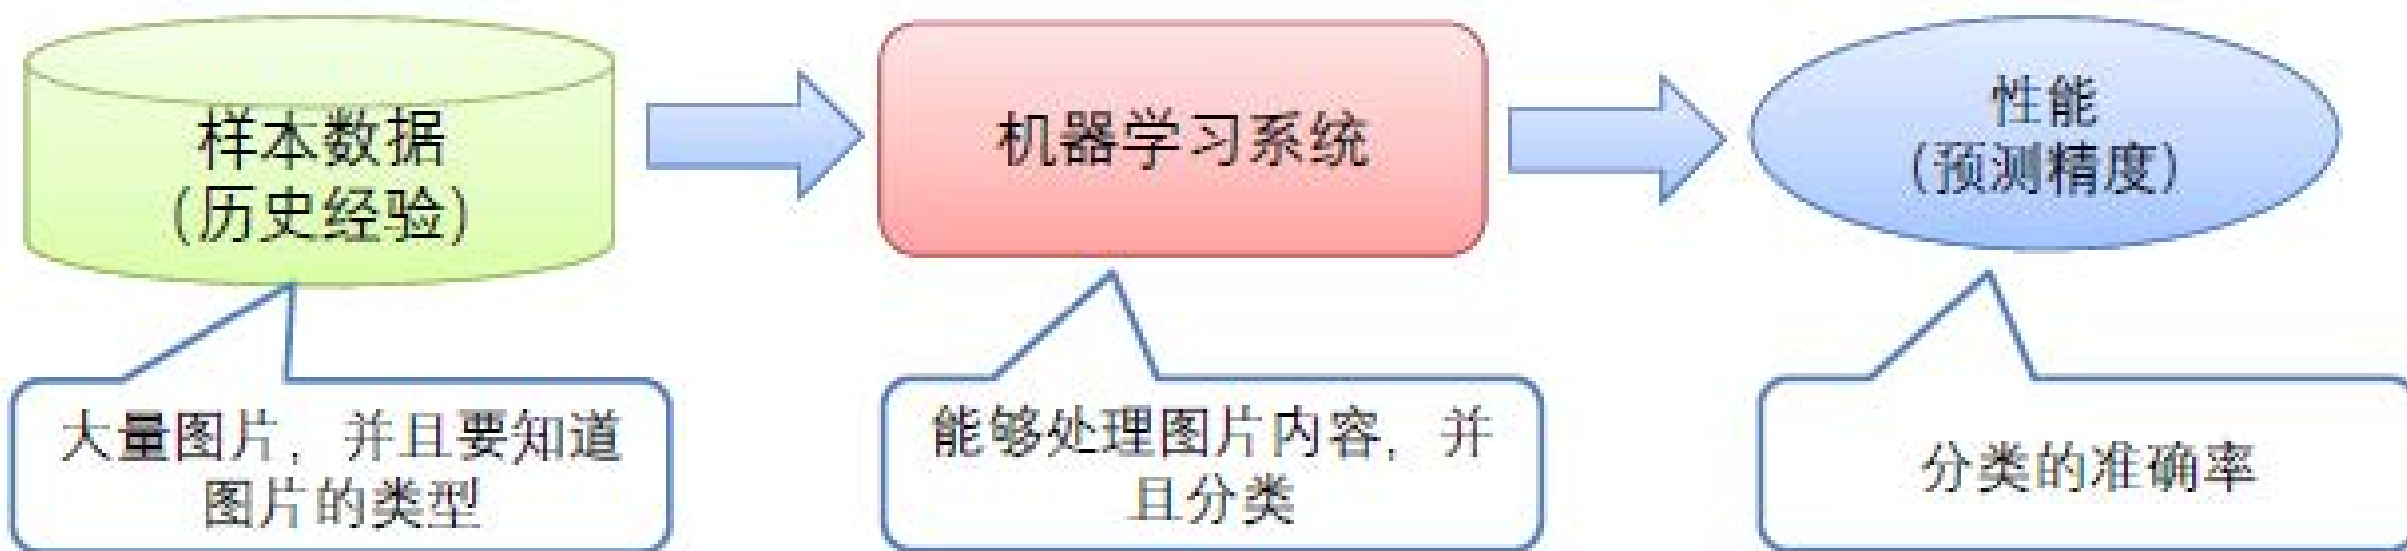 样本数据
（历史经验）
机器学习系统
性能
（预测精度）
大量图片，并且要知道
图片的类型
能够处理图片内容，并
且分类
分类的准确率